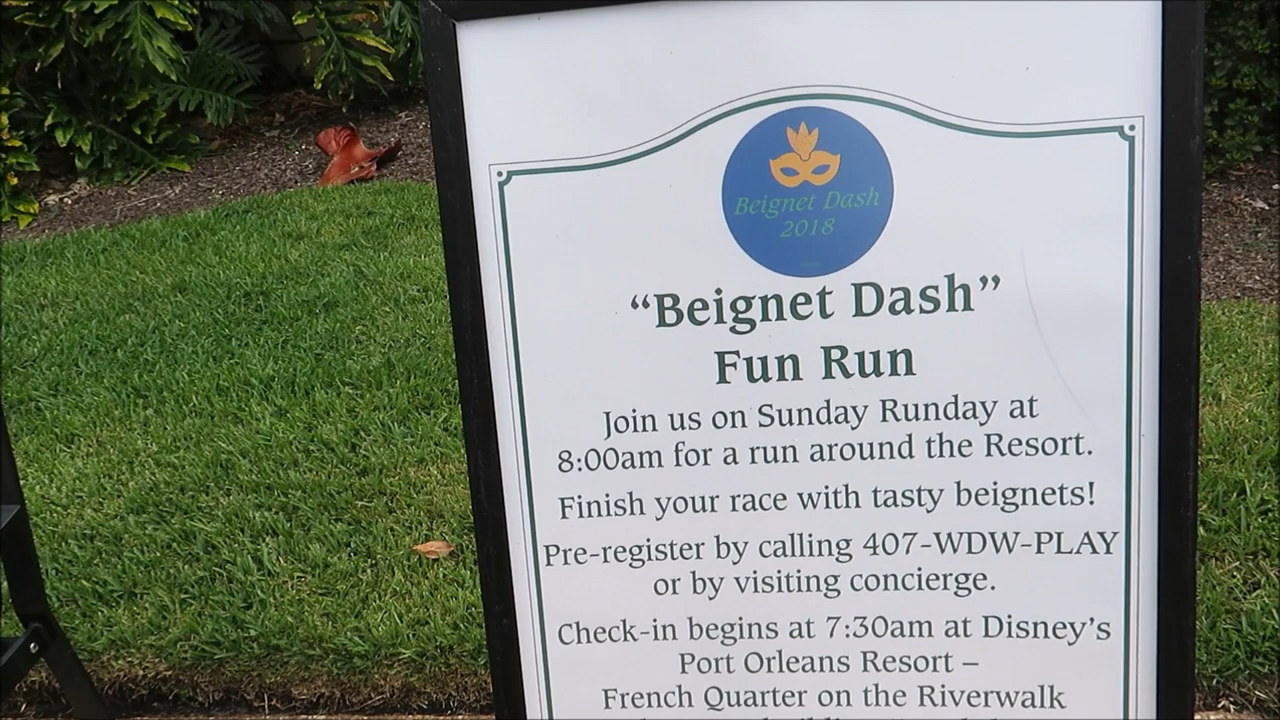 Beignet Dash
2018
"Beignet Dash"
Fun Run
Join us on Sunday Runday at
8:00am for a run around the Resort.
Finish your race with tasty beignets!
Pre-register by calling 407-WDW-PLAY
or by visiting concierge.
Check-in begins at 7:30am at Disney's
Port Orleans Resort –
French Quarter on the Riverwalk